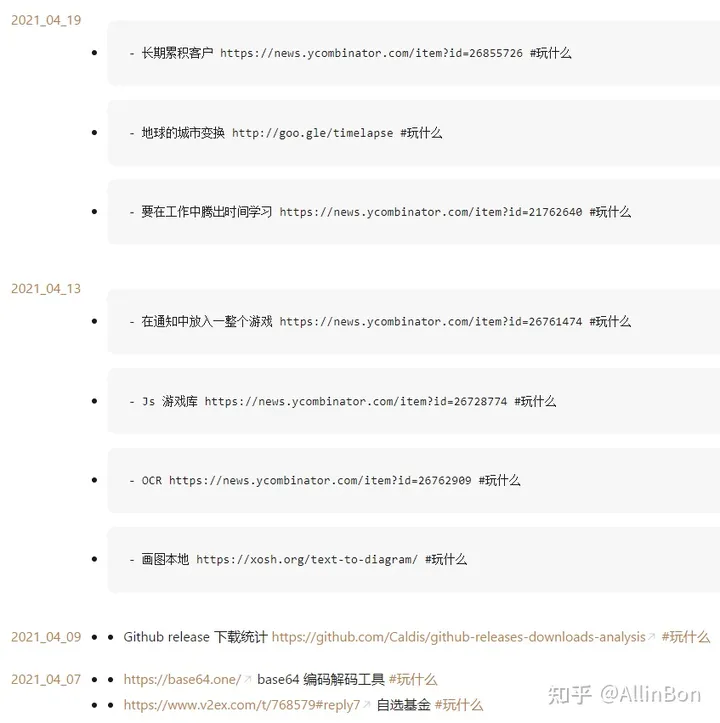 2021_04_19
- 长期累积客户 https://news.ycombinator.com/item?id=26855726 #玩什么
- 地球的城市变换 http://goo.gle/timelapse #玩什么
- 要在工作中腾出时间学习 https://news.ycombinator.com/item?id=21762640 #玩什么
2021_04_13
- 在通知中放入一整个游戏 https://news.ycombinator.com/item?id=26761474 #玩什么
- Js 游戏库 https://news.ycombinator.com/item?id=26728774 #玩什么
- OCR https://news.ycombinator.com/item?id=26762909 #玩什么
- 画图本地 https://xosh.org/text-to-diagram/ #玩什么
2021_04_09 Github release 下载统计 https://github.com/Caldis/github-releases-downloads-analysis #玩什么
2021_04_07 https://base64.one/ base64 编码解码工具 #玩什么
https://www.v2ex.com/t/768579#reply7 自选基金 #玩什么
知乎 @AllinBon